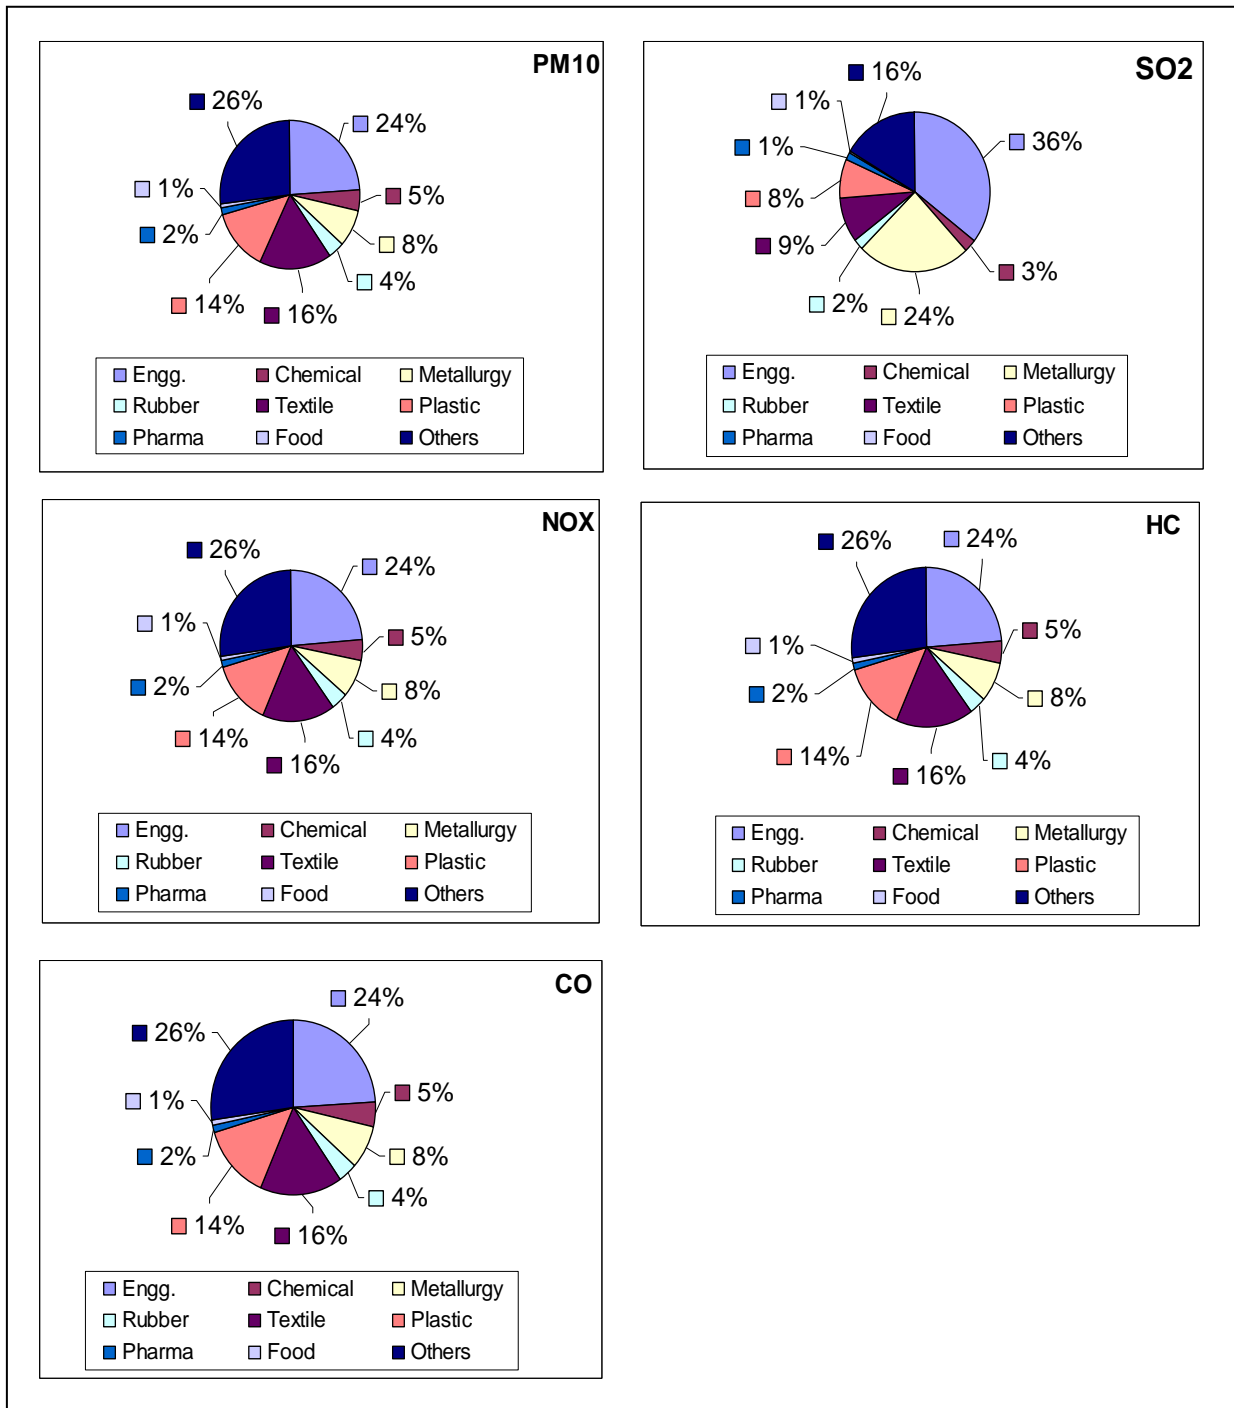 PM10
26%
24%
1%
5%
2%
8%
4%
14%
16%
Engg. Chemical Metallurgy
Rubber Textile Plastic
Pharma Food Others
SO2
16%
1%
36%
1%
8%
9%
3%
2%
24%
Engg. Chemical Metallurgy
Rubber Textile Plastic
Pharma Food Others
NOX
26%
24%
1%
5%
2%
8%
14%
4%
16%
Engg. Chemical Metallurgy
Rubber Textile Plastic
Pharma Food Others
HC
26%
24%
5%
1%
2%
8%
14%
4%
16%
Engg. Chemical Metallurgy
Rubber Textile Plastic
Pharma Food Others
CO
24%
26%
5%
1%
2%
8%
4%
14%
16%
Engg. Chemical Metallurgy
Rubber Textile Plastic
Pharma Food Others